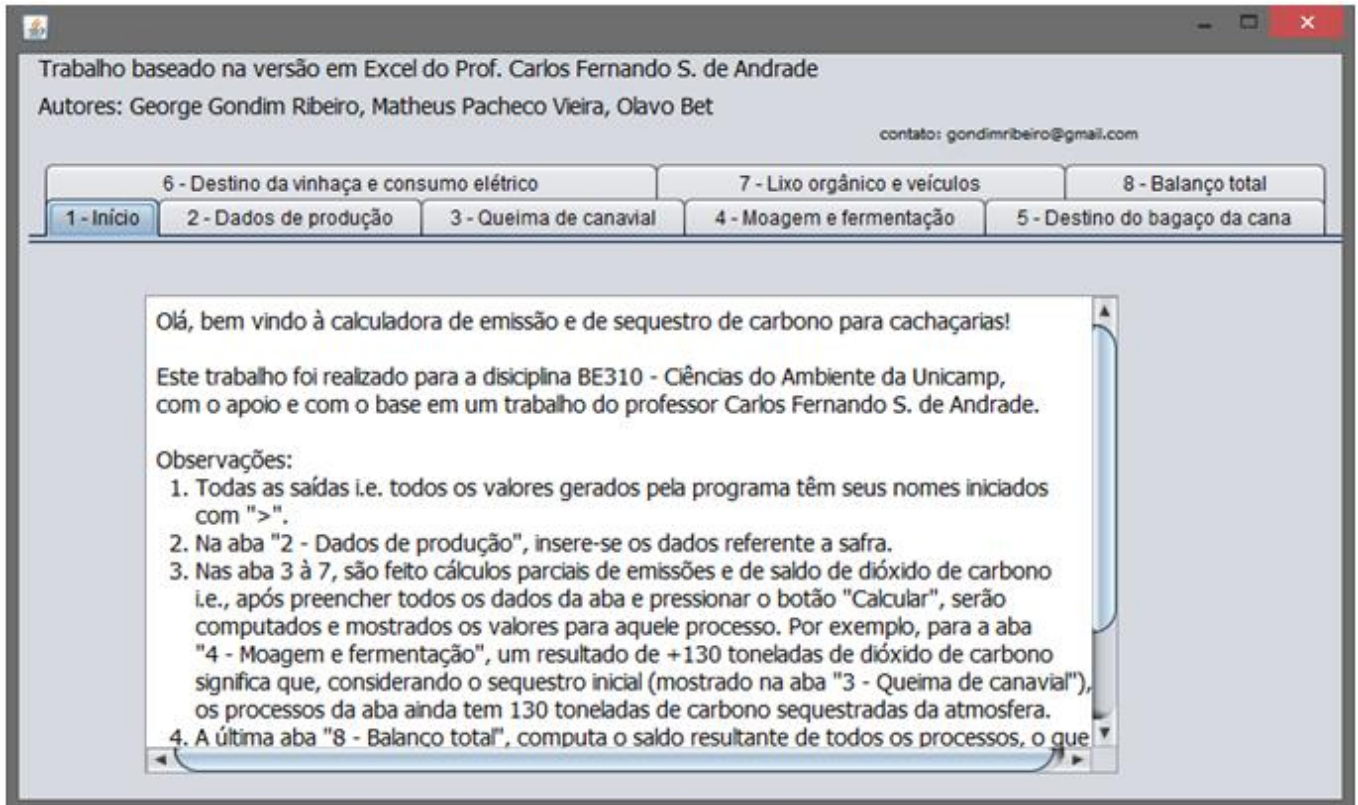 Trabalho baseado na versão em Excel do Prof. Carlos Fernando S. de Andrade
Autores: George Gondim Ribeiro, Matheus Pacheco Vieira, Olavo Bet
contato: gondimribeiro@gmail.com
6 - Destino da vinhaça e consumo elétrico 7 - Lixo orgânico e veículos 8 - Balanço total
1 - Início 2 - Dados de produção 3 - Queima de canavial 4 - Moagem e fermentação 5 - Destino do bagaço da cana
Olá, bem vindo à calculadora de emissão e de sequestro de carbono para cachaçarias!
Este trabalho foi realizado para a disiciplina BE310 - Ciências do Ambiente da Unicamp,
com o apoio e com o base em um trabalho do professor Carlos Fernando S. de Andrade.
Observações:
1. Todas as saídas i.e. todos os valores gerados pela programa têm seus nomes iniciados
com ">".
2. Na aba "2 - Dados de produção", insere-se os dados referente a safra.
3. Nas aba 3 à 7, são feito cálculos parciais de emissões e de saldo de dióxido de carbono
i.e., após preencher todos os dados da aba e pressionar o botão "Calcular", serão
computados e mostrados os valores para aquele processo. Por exemplo, para a aba
"4 - Moagem e fermentação", um resultado de +130 toneladas de dióxido de carbono
significa que, considerando o sequestro inicial (mostrado na aba "3 - Queima de canavial"),
os processos da aba ainda tem 130 toneladas de carbono sequestradas da atmosfera.
4. A última aba "8 - Balanço total", computa o saldo resultante de todos os processos, o que